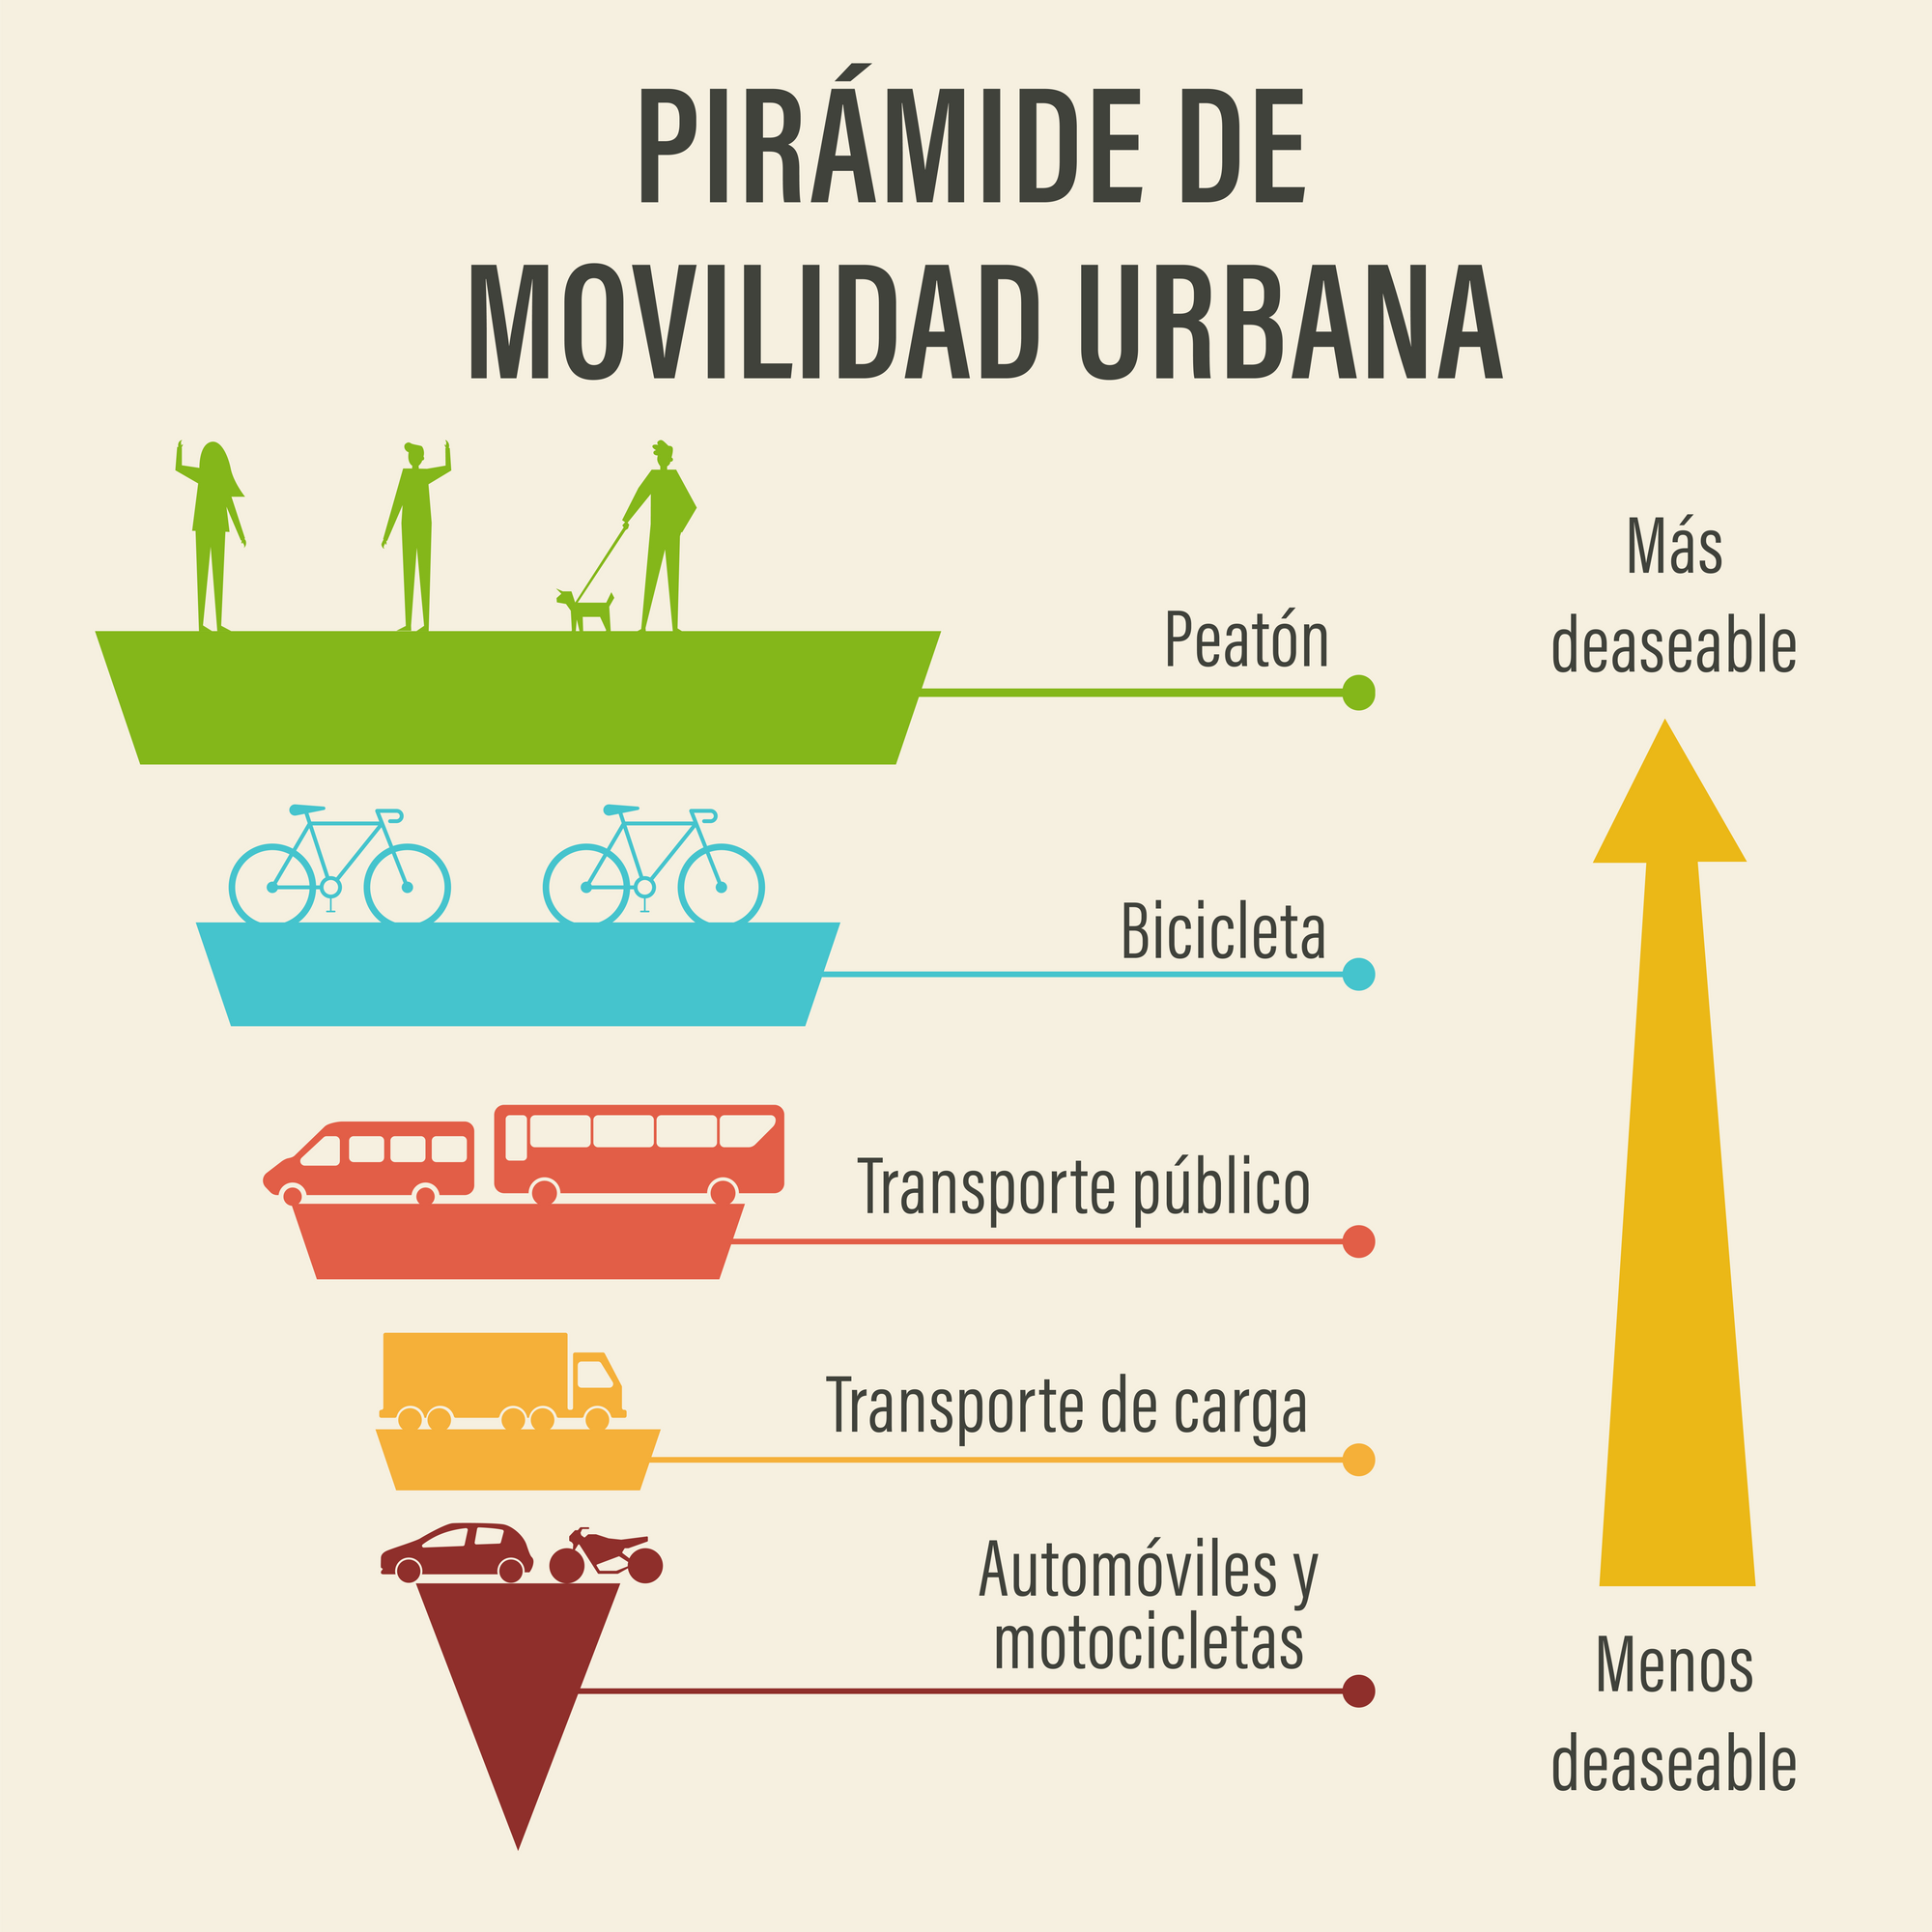 PIRÁMIDE DE
MOVILIDAD URBANA
Más
deaseable
Peatón
Bicicleta
Transporte público
Transporte de carga
Automóviles y
motocicletas
Menos
deaseable